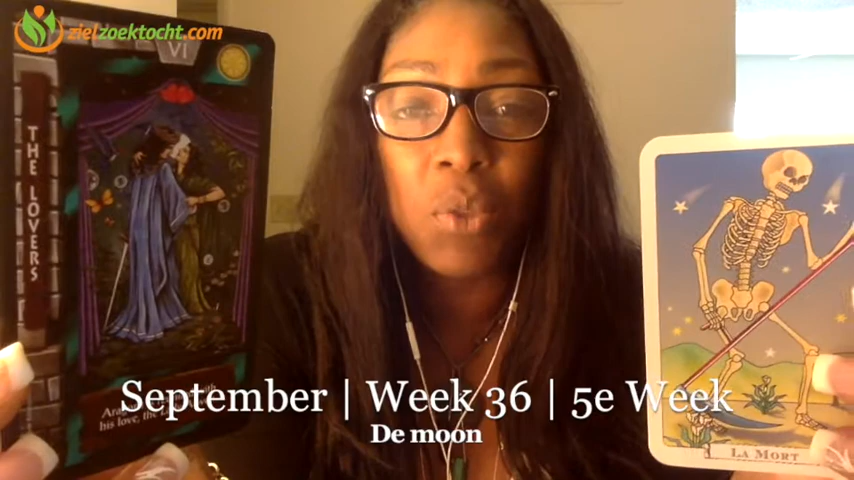 zielzoektocht.com
VI
THE LOVERS
his love, the
LA MORT
September | Week 36 | 5e Week
De moon